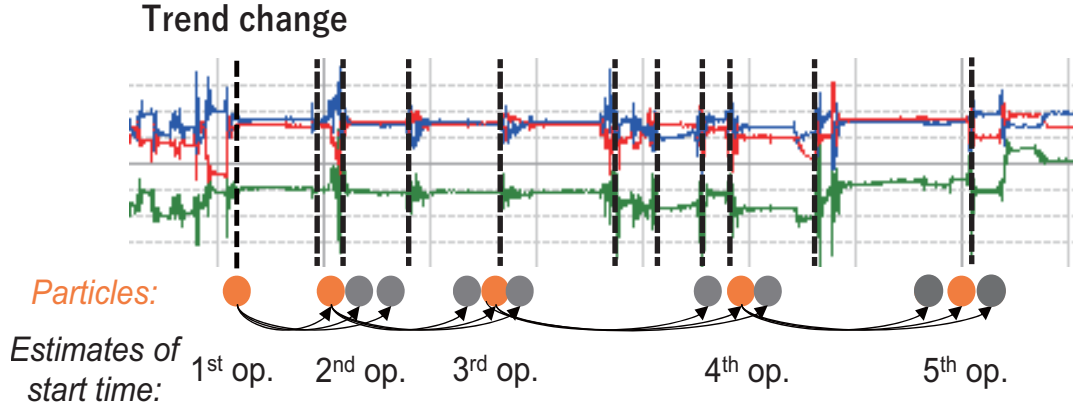 Trend change
Particles:
Estimates of
start time:
1st op. 2nd op. 3rd op. 4th op. 5th op.